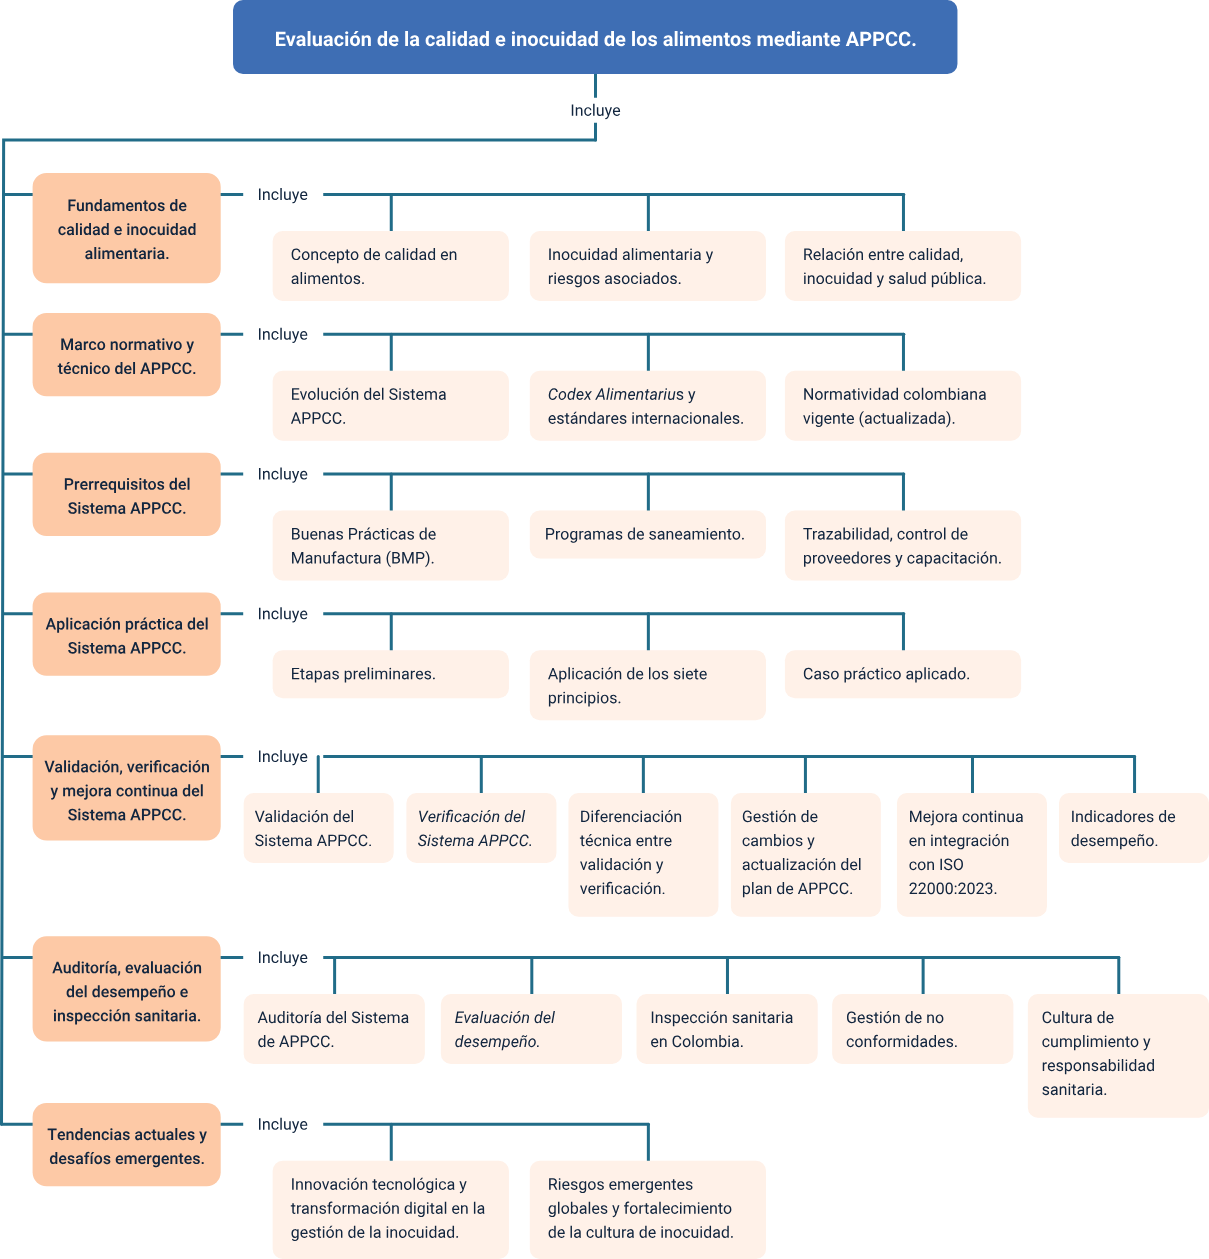 Evaluación de la calidad e inocuidad de los alimentos mediante APPCC.
Incluye
Fundamentos de
calidad e inocuidad
alimentaria.
Incluye
Concepto de calidad en
alimentos.
Inocuidad alimentaria y
riesgos asociados.
Relación entre calidad,
inocuidad y salud pública.
Marco normativo y
técnico del APPCC.
Incluye
Evolución del Sistema
APPCC.
Codex Alimentarius y
estándares internacionales.
Normatividad colombiana
vigente (actualizada).
Prerrequisitos del
Sistema APPCC.
Incluye
Buenas Prácticas de
Manufactura (BMP).
Programas de saneamiento.
Trazabilidad, control de
proveedores y capacitación.
Aplicación práctica del
Sistema APPCC.
Incluye
Etapas preliminares.
Aplicación de los siete
principios.
Caso práctico aplicado.
Validación, verificación
y mejora continua del
Sistema APPCC.
Incluye
Validación del
Sistema APPCC.
Verificación del
Sistema APPCC.
Diferenciación
técnica entre
validación y
verificación.
Gestión de
cambios y
actualización del
plan de APPCC.
Mejora continua
en integración
con ISO
22000:2023.
Indicadores de
desempeño.
Auditoría, evaluación
del desempeño e
inspección sanitaria.
Incluye
Auditoría del Sistema
de APPCC.
Evaluación del
desempeño.
Inspección sanitaria
en Colombia.
Gestión de no
conformidades.
Cultura de
cumplimiento y
responsabilidad
sanitaria.
Tendencias actuales y
desafíos emergentes.
Incluye
Innovación tecnológica y
transformación digital en la
gestión de la inocuidad.
Riesgos emergentes
globales y fortalecimiento
de la cultura de inocuidad.